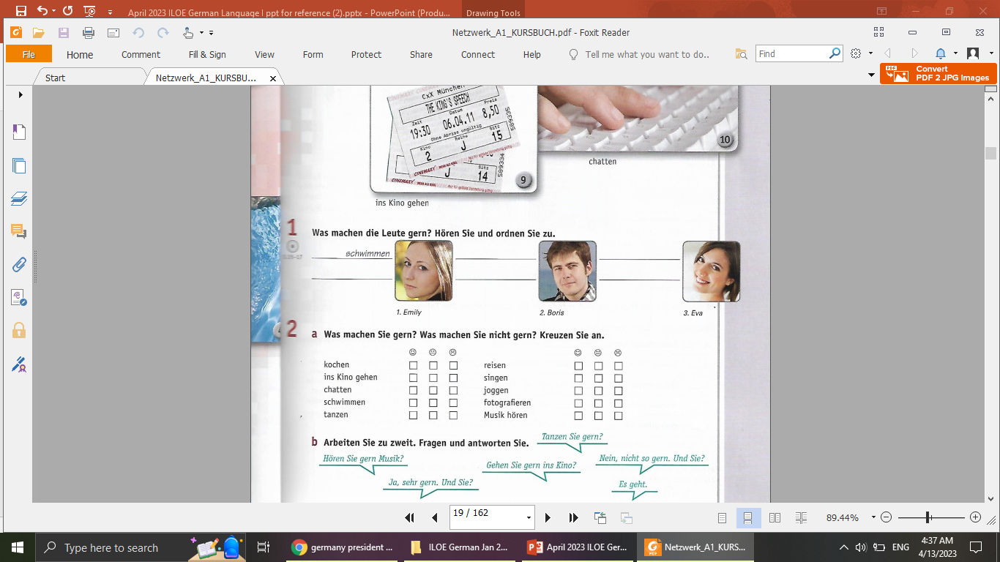 April 2023 ILOE German Language I ppt for reference (2).pptx - PowerPoint (Produ...
Drawing Tools
Netzwerk_A1_KURSBUCH.pdf - Foxit Reader
File Home Comment Fill & Sign View Form Protect Share Connect Help Tell me what you want to do.. Find
Start Netzwerk_A1_KURSBU... Convert
PDF 2 JPG Images
CxX München
THE KING'S SPEECH
Zeit Datum Preis
19:30 06.04.11 8,50
Ohne Abriss ungültig
Kino Reihe Sitz
2 J 15
589335
CINEMAXX
J Sitz
14
589334
CINEMAXX
9
10
chatten
ins Kino gehen
1 Was machen die Leute gern? Hören Sie und ordnen Sie zu.
schwimmen
1. Emily 2. Boris 3. Eva
2 a Was machen Sie gern? Was machen Sie nicht gern? Kreuzen Sie an.
kochen reisen
ins Kino gehen singen
chatten joggen
schwimmen fotografieren
tanzen Musik hören
b Arbeiten Sie zu zweit. Fragen und antworten Sie.
Tanzen Sie gern?
Hören Sie gern Musik?
Gehen Sie gern ins Kino?
Nein, nicht so gern. Und Sie?
Ja, sehr gern. Und Sie?
Es geht.
19 / 162
89.44%
Type here to search
germany president ...
ILOE German Jan 2...
April 2023 ILOE Ger...
Netzwerk_A1_KURS...
ENG
4:37 AM
4/13/2023